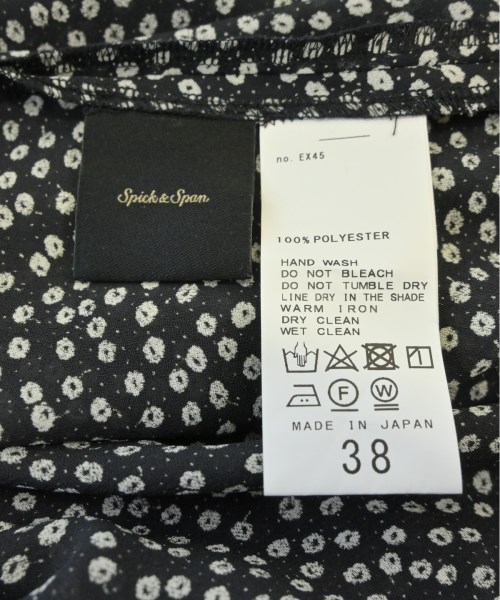 Spick & Span
no. EX45
100% POLYESTER
HAND WASH
DO NOT BLEACH
DO NOT TUMBLE DRY
LINE DRY IN THE SHADE
WARM IRON
DRY CLEAN
WET CLEAN
F W
MADE IN JAPAN
38